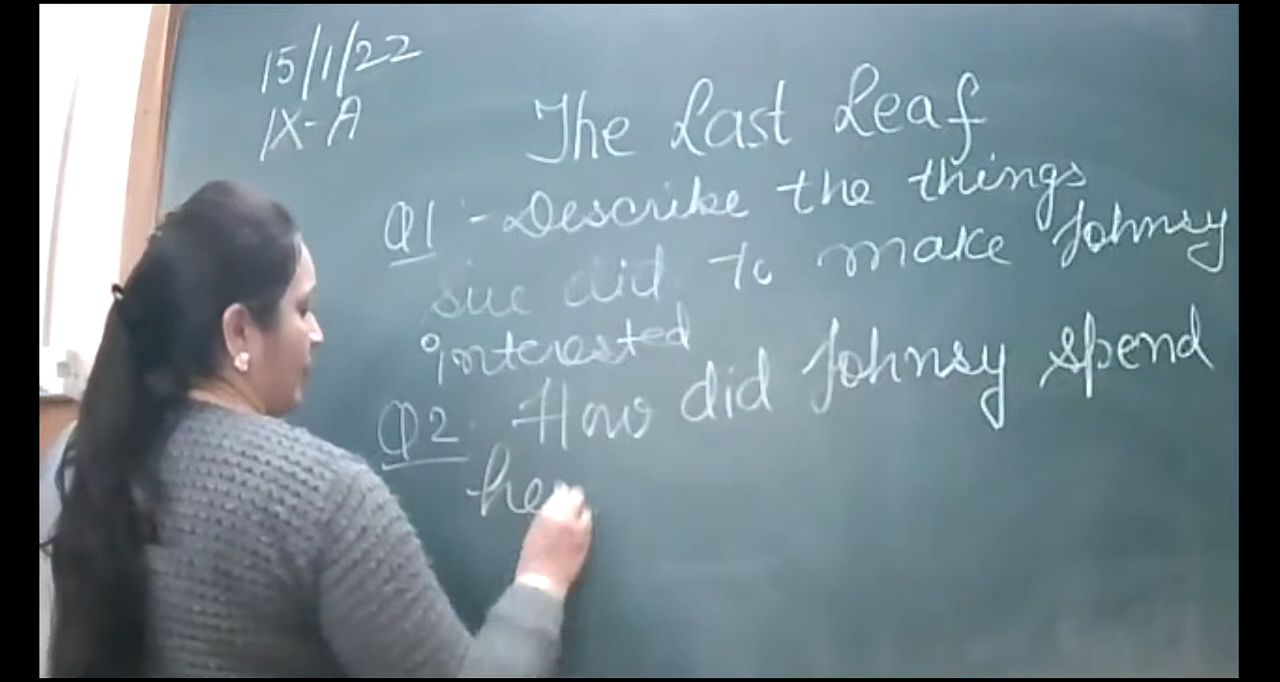 15/1/22
IX-A
The Last Leaf
Q1:-Describe the things
sue did to make Johnsy
interested
Q2. How did Johnsy spend
he